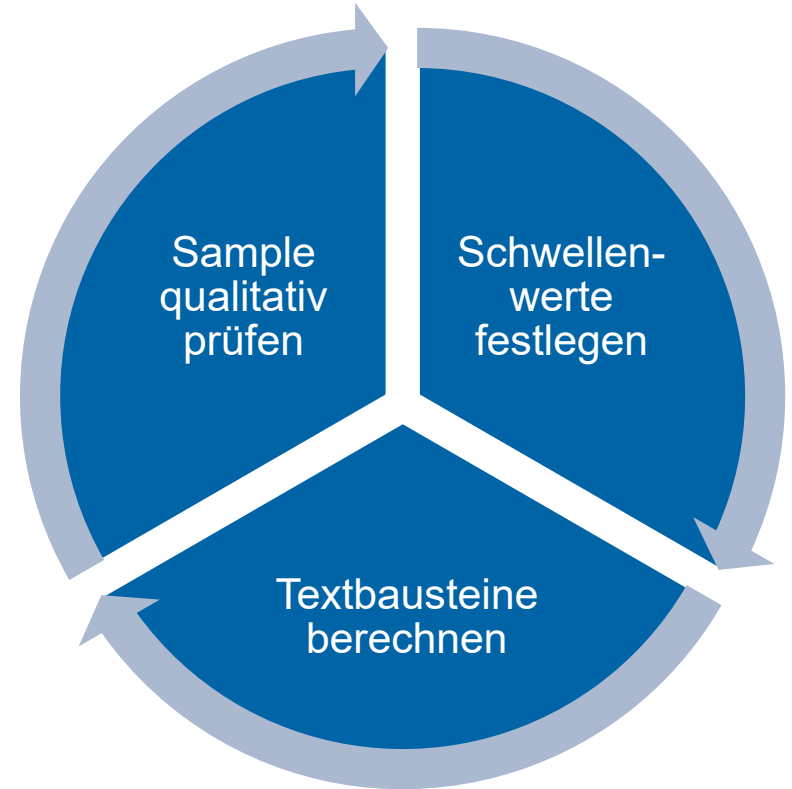 Sample
qualitativ
prüfen
Schwellen-
werte
festlegen
Textbausteine
berechnen